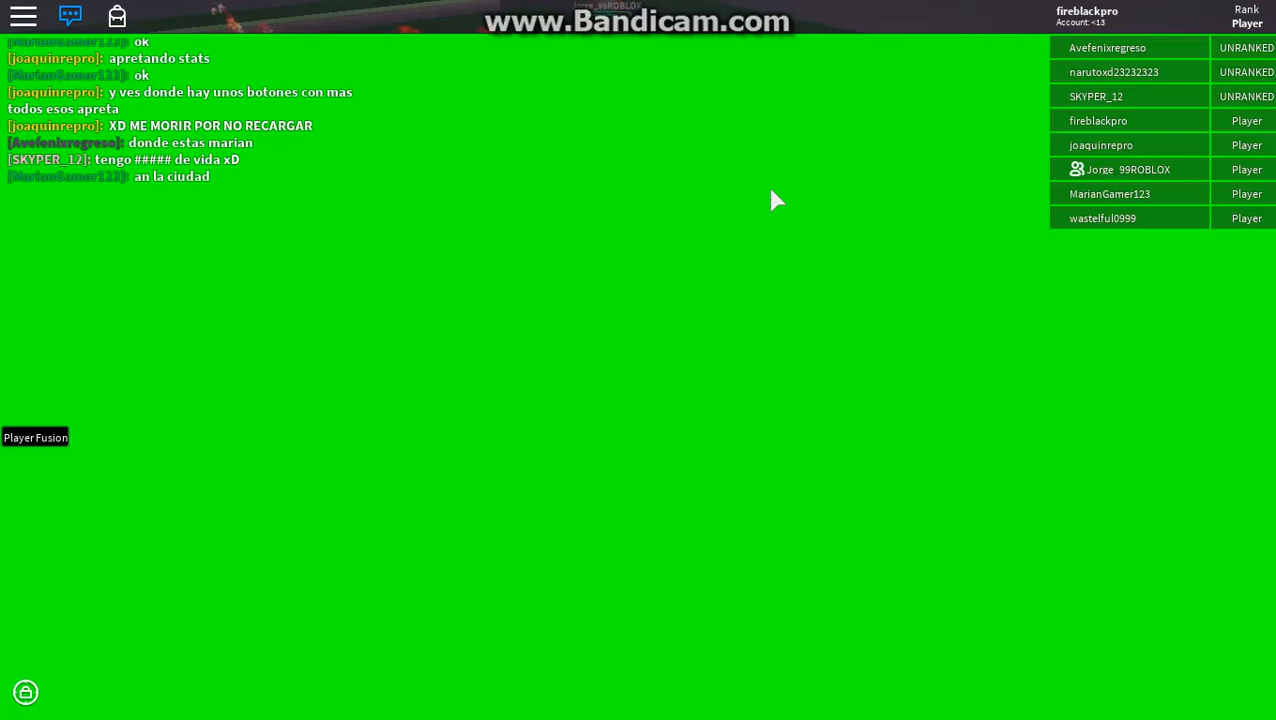 www.Bandicam.com
Jorge_99ROBLOX
fireblackpro
Account: <13
Rank
Player
[MarianGamer123]: ok
[joaquinrepro]: apretando stats
[MarianGamer123]: ok
[joaquinrepro]: y ves donde hay unos botones con mas
todos esos apreta
[joaquinrepro]: XD ME MORIR POR NO RECARGAR
[Avefenixregreso]: donde estas marian
[SKYPER_12]: tengo ##### de vida xD
[MarianGamer123]: an la ciudad
Avefenixregreso UNRANKED
narutoxd23232323 UNRANKED
SKYPER_12 UNRANKED
fireblackpro Player
joaquinrepro Player
Jorge_99ROBLOX Player
MarianGamer123 Player
wastelful0999 Player
Player Fusion